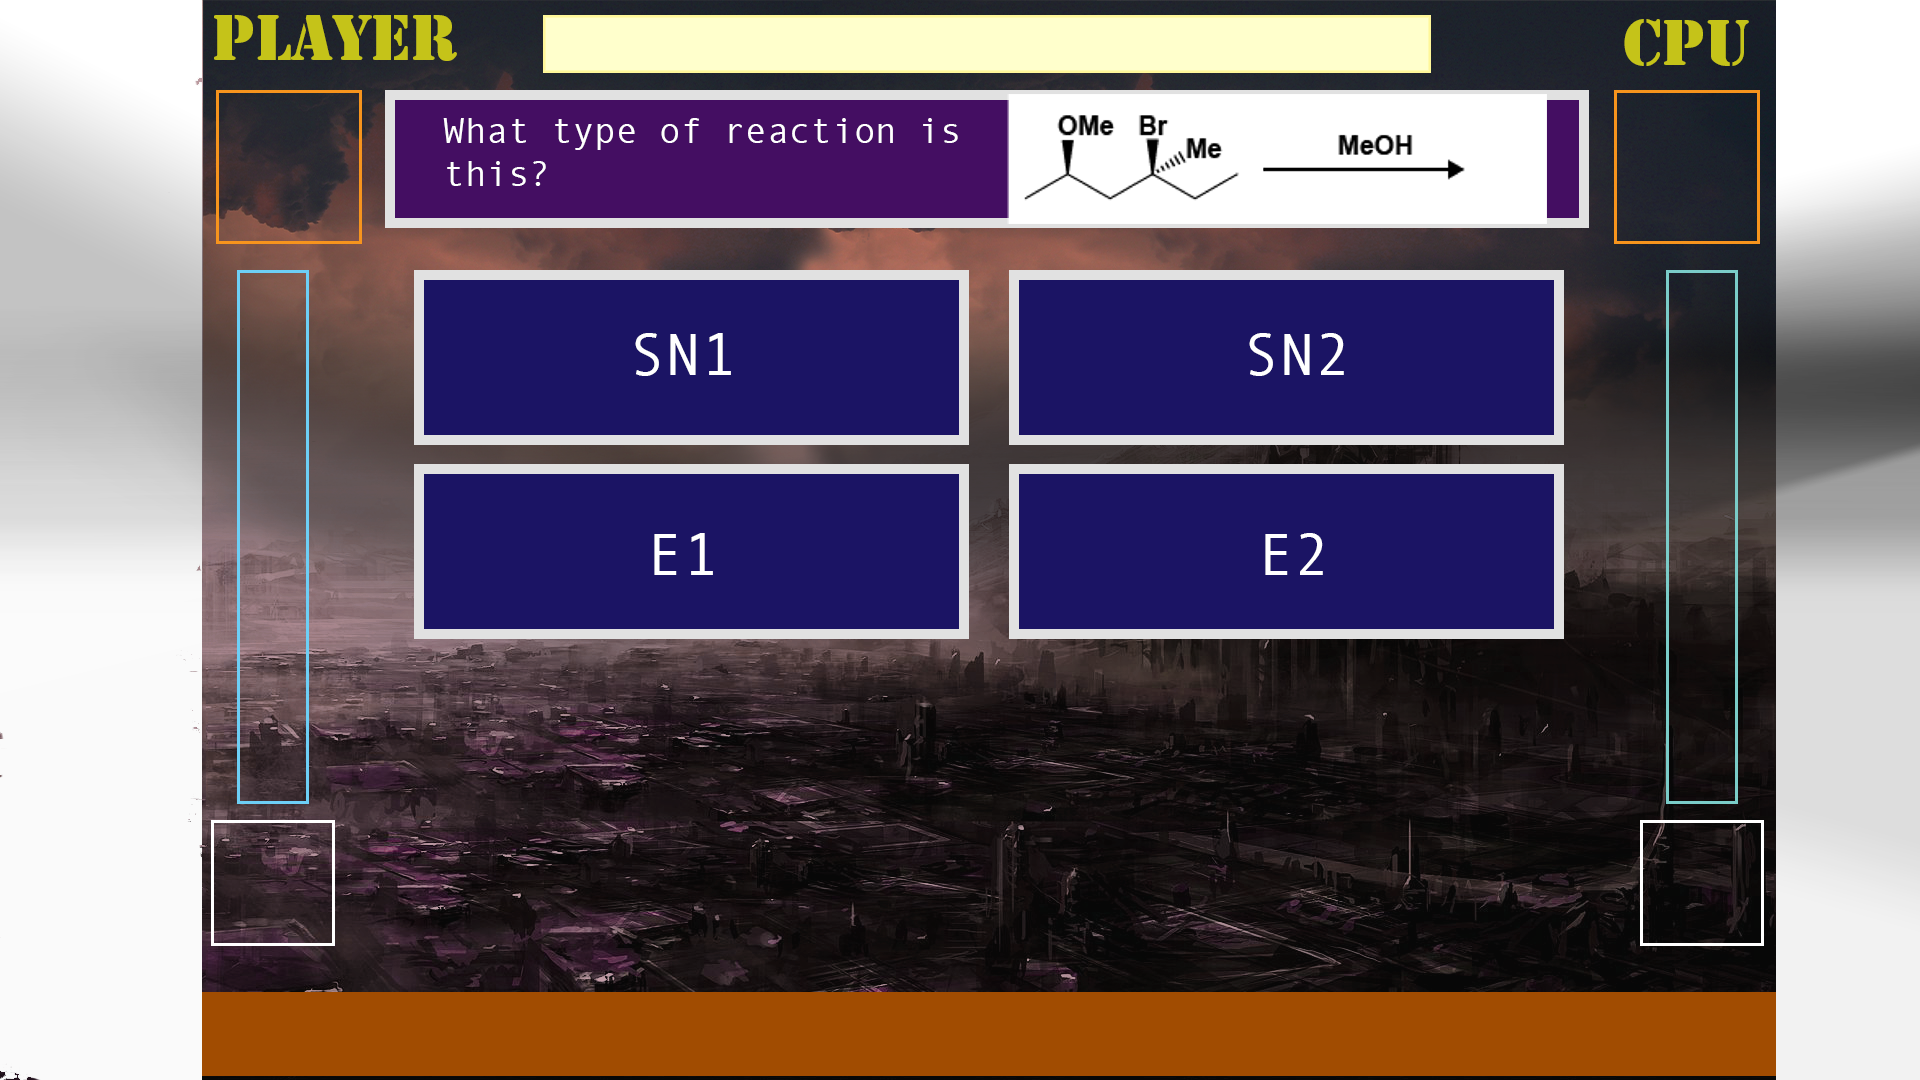 PLAYER
CPU
What type of reaction is
this?
OMe Br
Me
MeOH
SN1
SN2
E1
E2